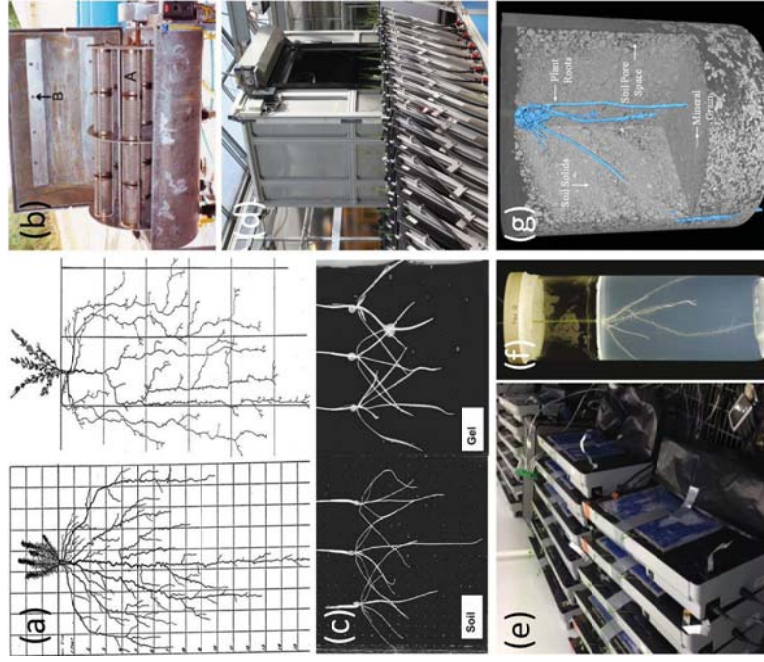 (a)
(b)
B
A
(c)
Soil
Gel
(d)
(e)
(f)
(g)
Plant
Roots
Soil Solids
Soil Pore
Space
Mineral
Grain